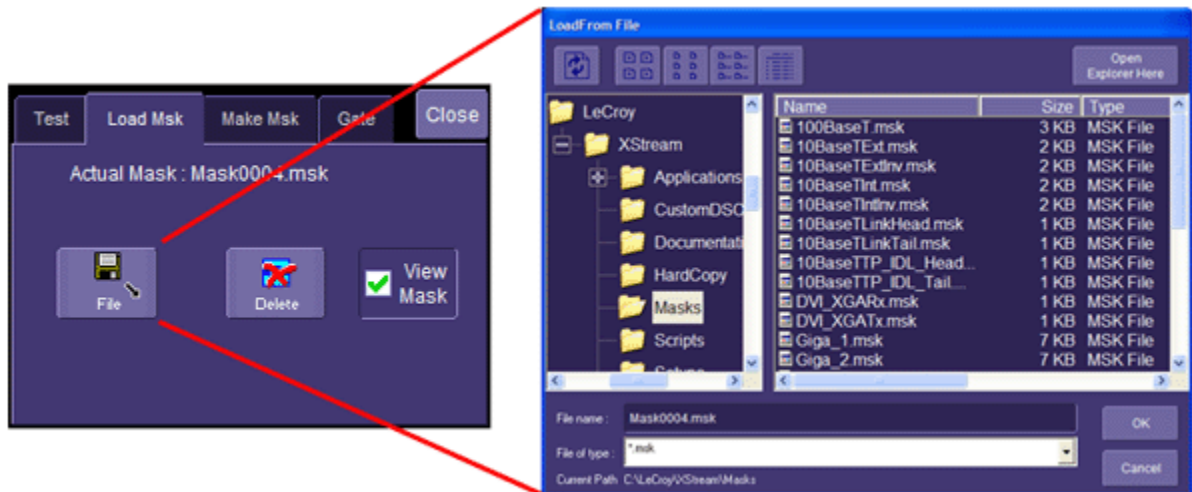 Test Load Msk Make Msk Gate Close
Actual Mask : Mask0004.msk
File
Delete
View
Mask
LoadFrom File
Open
Explorer Here
LeCroy
XStream
Applications
CustomDSC
Documentati
HardCopy
Masks
Scripts
Name Size Type
100BaseT.msk 3 KB MSK File
10BaseTExt.msk 2 KB MSK File
10BaseTExtInv.msk 2 KB MSK File
10BaseTInt.msk 2 KB MSK File
10BaseTIntInv.msk 2 KB MSK File
10BaseTLinkHead.msk 1 KB MSK File
10BaseTLinkTail.msk 1 KB MSK File
10BaseTTP_IDL_Head... 1 KB MSK File
10BaseTTP_IDL_Tail.... 1 KB MSK File
DVI_XGARx.msk 1 KB MSK File
DVI_XGATx.msk 1 KB MSK File
Giga_1.msk 7 KB MSK File
Giga_2.msk 7 KB MSK File
File name : Mask0004.msk
OK
File of type : *.msk
Current Path C:\LeCroy\XStream\Masks
Cancel